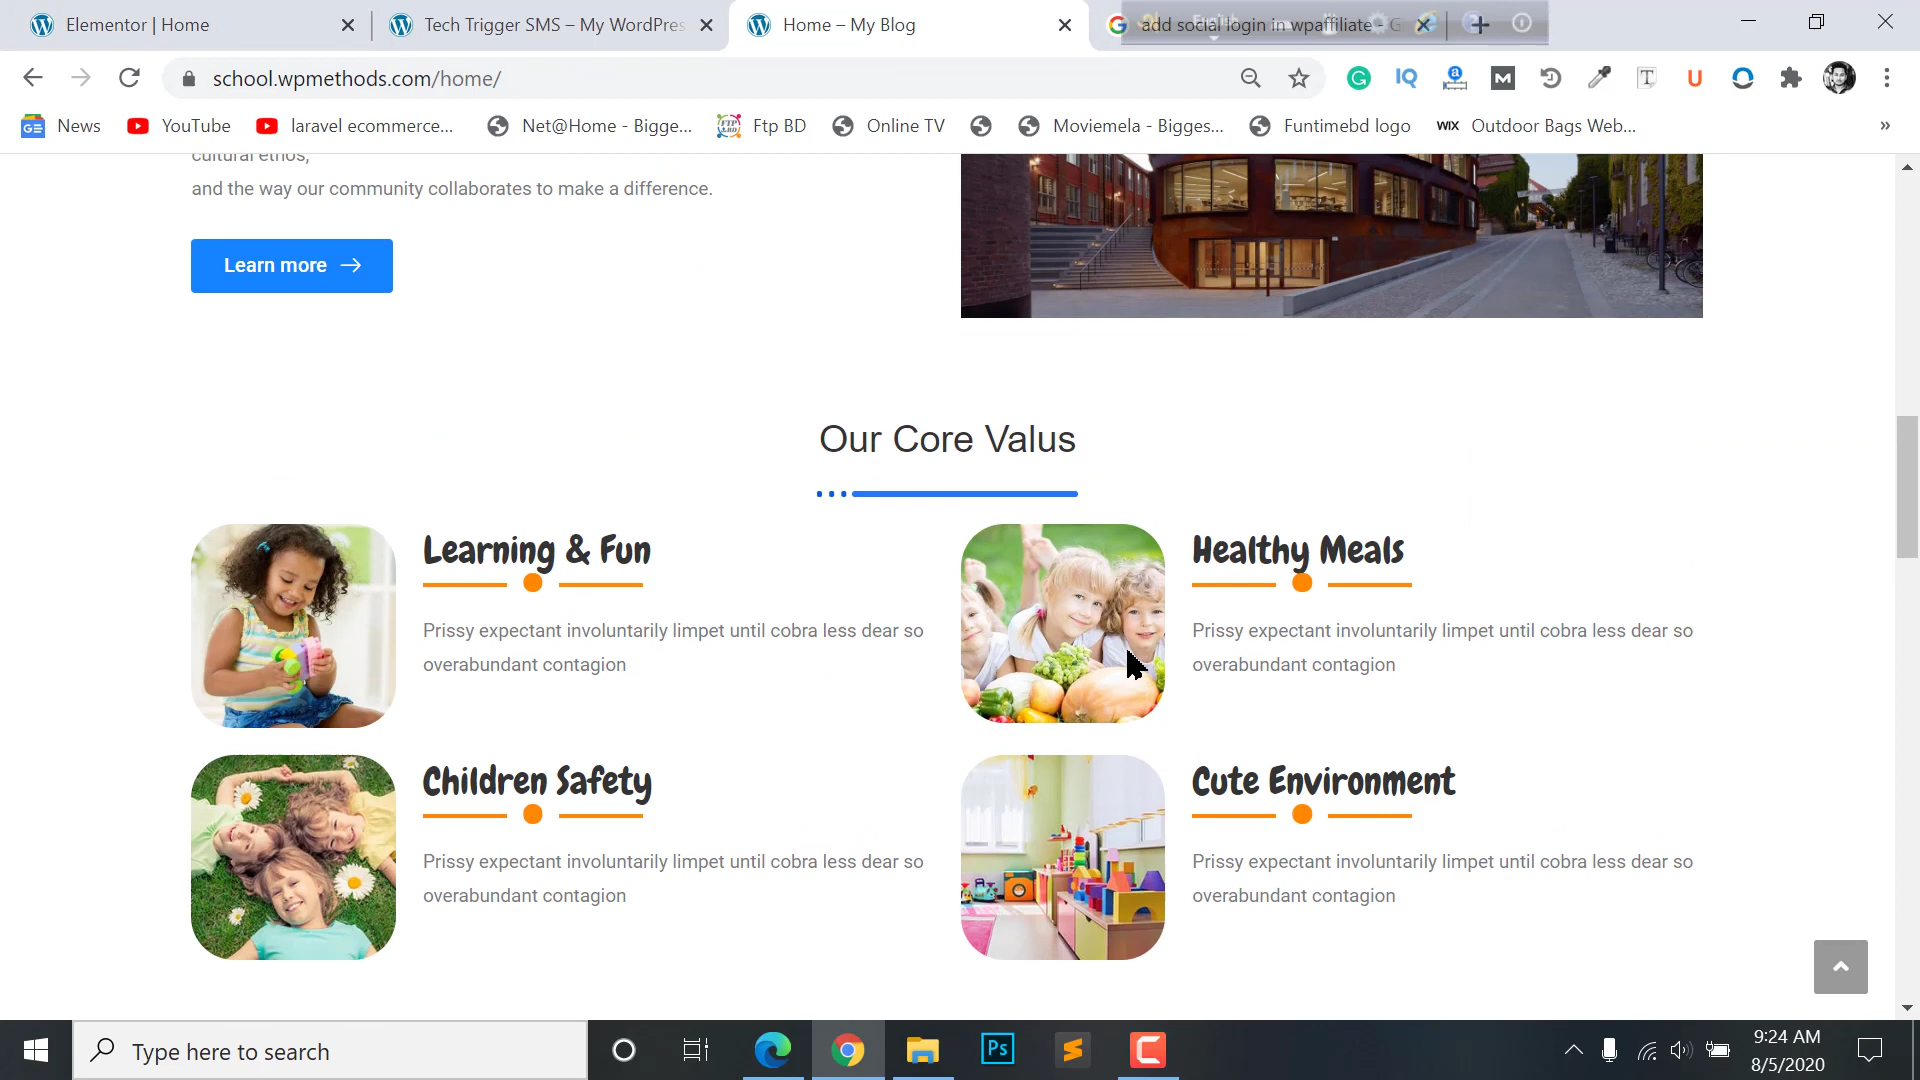 Elementor | Home
Tech Trigger SMS – My WordPres
Home – My Blog
add social login in wpaffiliate - G
school.wpmethods.com/home/
News
YouTube
laravel ecommerce...
Net@Home - Bigge...
Ftp BD
Online TV
Moviemela - Bigges...
Funtimebd logo
WIX
Outdoor Bags Web...
»
cultural ethos,
and the way our community collaborates to make a difference.
Learn more
Our Core Valus
Learning & Fun
Prissy expectant involuntarily limpet until cobra less dear so
overabundant contagion
Healthy Meals
Prissy expectant involuntarily limpet until cobra less dear so
overabundant contagion
Children Safety
Prissy expectant involuntarily limpet until cobra less dear so
overabundant contagion
Cute Environment
Prissy expectant involuntarily limpet until cobra less dear so
overabundant contagion
Type here to search
Ps
9:24 AM
8/5/2020